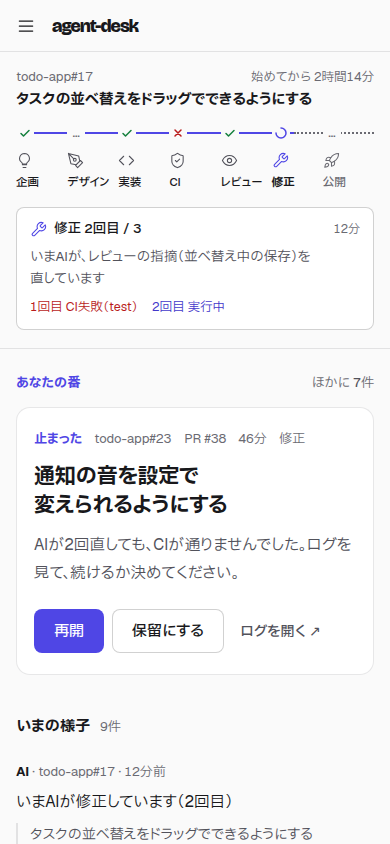 agent-desk
todo-app#17 始めてから 2時間14分
タスクの並べ替えをドラッグでできるようにする
... ...
企画 デザイン 実装 CI レビュー 修正 公開
修正 2回目 / 3 12分
いまAIが、レビューの指摘（並べ替え中の保存）を
直しています
1回目 CI失敗（test） 2回目 実行中
あなたの番 ほかに 7件
止まった todo-app#23 PR #38 46分 修正
通知の音を設定で
変えられるようにする
AIが2回直しても、CIが通りませんでした。ログを
見て、続けるか決めてください。
再開 保留にする ログを開く ↗
いまの様子 9件
AI · todo-app#17 · 12分前
いまAIが修正しています（2回目）
タスクの並べ替えをドラッグでできるようにする